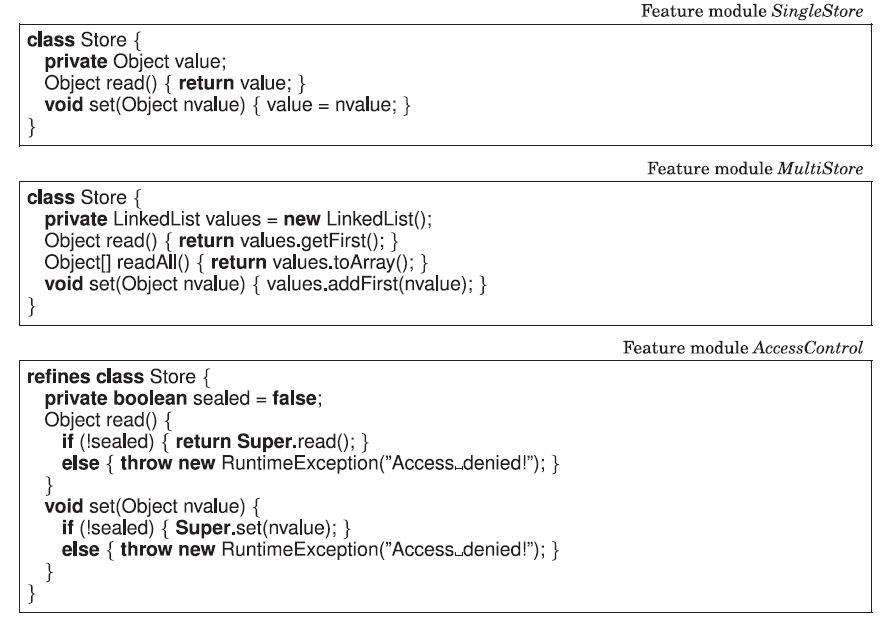 Feature module SingleStore
class Store {
private Object value;
Object read() { return value; }
void set(Object nvalue) { value = nvalue; }
}
Feature module MultiStore
class Store {
private LinkedList values = new LinkedList();
Object read() { return values.getFirst(); }
Object[] readAll() { return values.toArray(); }
void set(Object nvalue) { values.addFirst(nvalue); }
}
Feature module AccessControl
refines class Store {
private boolean sealed = false;
Object read() {
if (!sealed) { return Super.read(); }
else { throw new RuntimeException("Access␣denied!"); }
}
void set(Object nvalue) {
if (!sealed) { Super.set(nvalue); }
else { throw new RuntimeException("Access␣denied!"); }
}
}